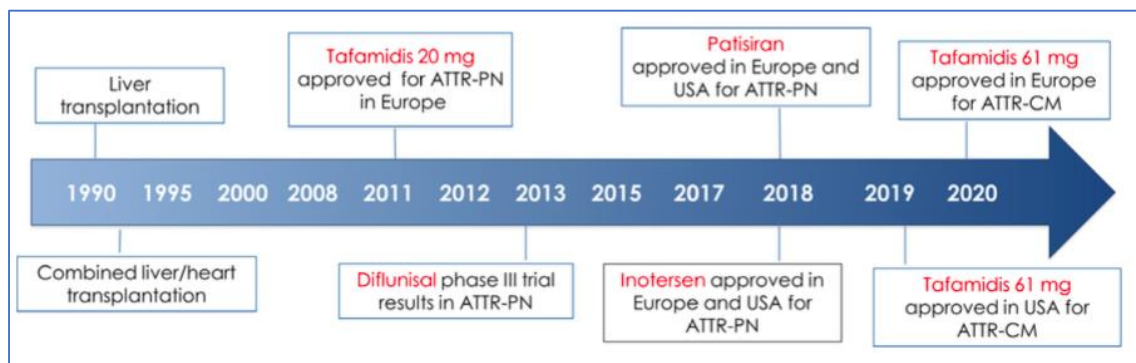 Liver
transplantation
Tafamidis 20 mg
approved for ATTR-PN
in Europe
Patisiran
approved in Europe and
USA for ATTR-PN
Tafamidis 61 mg
approved in Europe
for ATTR-CM
1990 1995 2000 2008 2011 2012 2013 2015 2017 2018 2019 2020
Combined liver/heart
transplantation
Diflunisal phase III trial
results in ATTR-PN
Inotersen approved in
Europe and USA for
ATTR-PN
Tafamidis 61 mg
approved in USA for
ATTR-CM